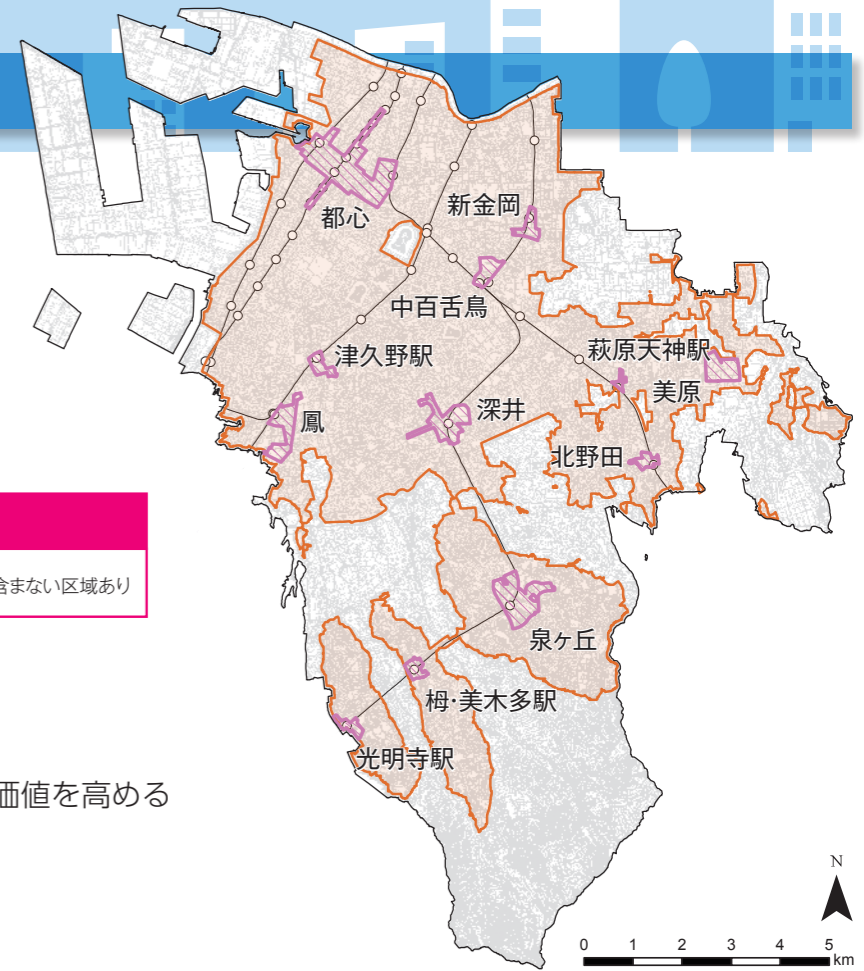 都心
新金岡
中百舌鳥
津久野駅
萩原天神駅
美原
鳳
深井
北野田
含まない区域あり
泉ヶ丘
栂·美木多駅
光明寺駅
価値を高める
N
0 1 2 3 4 5
km